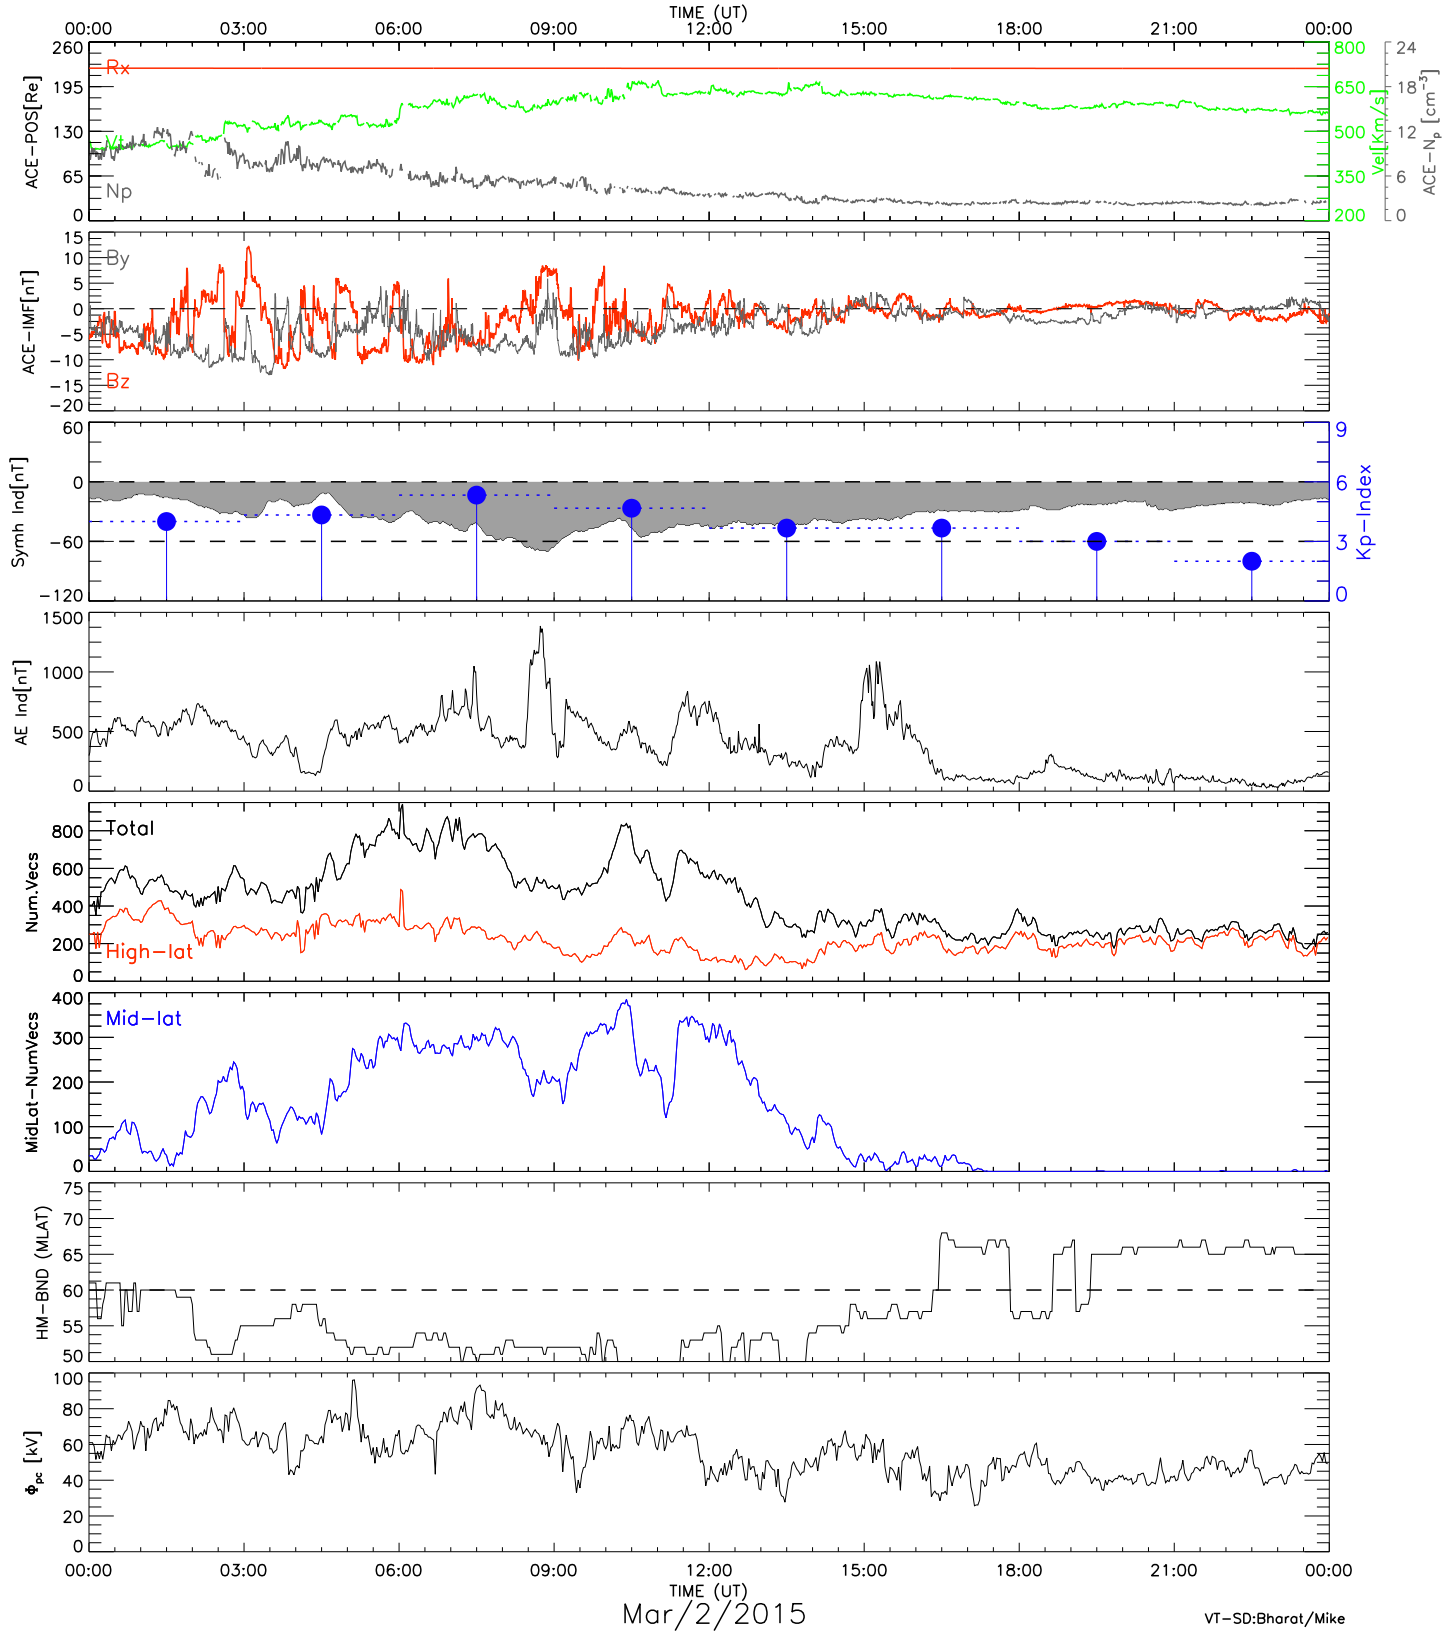 TIME (UT)
00:00 03:00 06:00 09:00 12:00 15:00 18:00 21:00 00:00
ACE-POS[Re]
260
195
130
65
0
Rx
Vt
Np
800
650
500
350
200
Vel[Km/s]
24
18
12
6
0
ACE-Np [cm-3]
ACE-IMF[nT]
15
10
5
0
-5
-10
-15
-20
By
Bz
Symh Ind[nT]
60
0
-60
-120
9
6
3
0
Kp-Index
AE Ind[nT]
1500
1000
500
0
Num.Vecs
800
600
400
200
0
Total
High-lat
MidLat-NumVecs
400
300
200
100
0
Mid-lat
HM-BND (MLAT)
75
70
65
60
55
50
Φpc [kV]
100
80
60
40
20
0
00:00 03:00 06:00 09:00 12:00 15:00 18:00 21:00 00:00
TIME (UT)
Mar/2/2015
VT-SD:Bharat/Mike